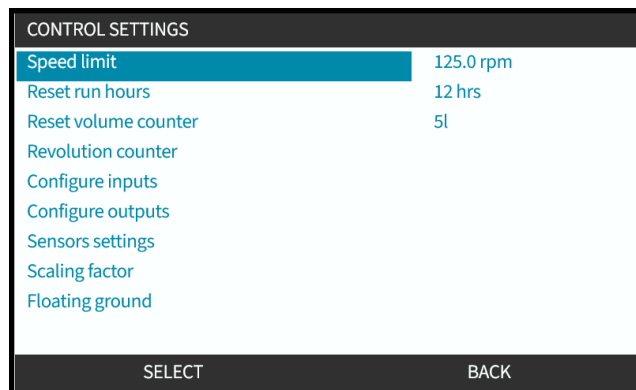 CONTROL SETTINGS
Speed limit 125.0 rpm
Reset run hours 12 hrs
Reset volume counter 5l
Revolution counter
Configure inputs
Configure outputs
Sensors settings
Scaling factor
Floating ground
SELECT BACK